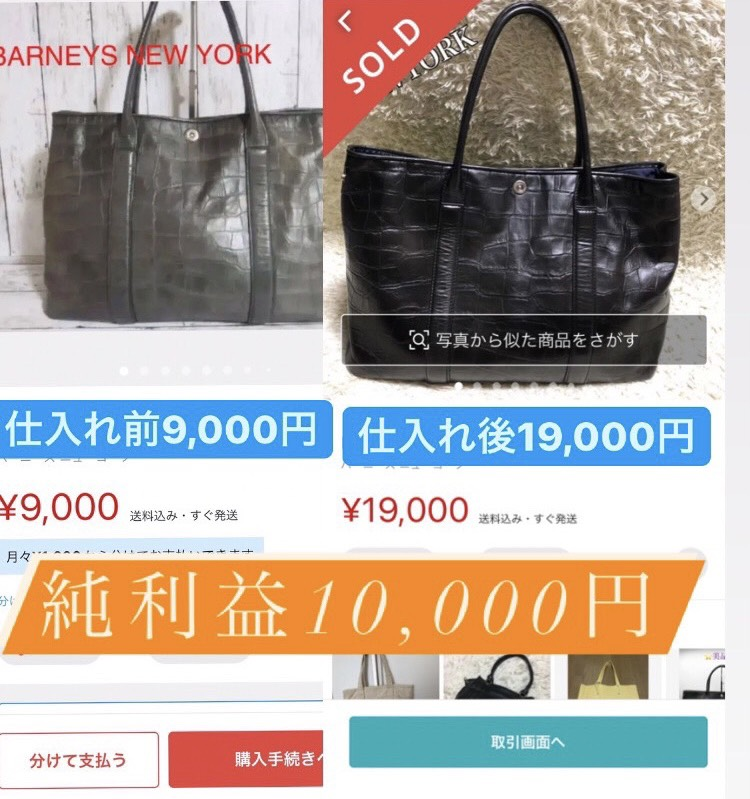 BARNEYS NEW YORK
SOLD
YORK
写真から似た商品をさがす
仕入れ前9,000円
仕入れ後19,000円
¥9,000 送料込み・すぐ発送
¥19,000 送料込み・すぐ発送
純利益10,000円
分けて支払う
購入手続きへ
取引画面へ